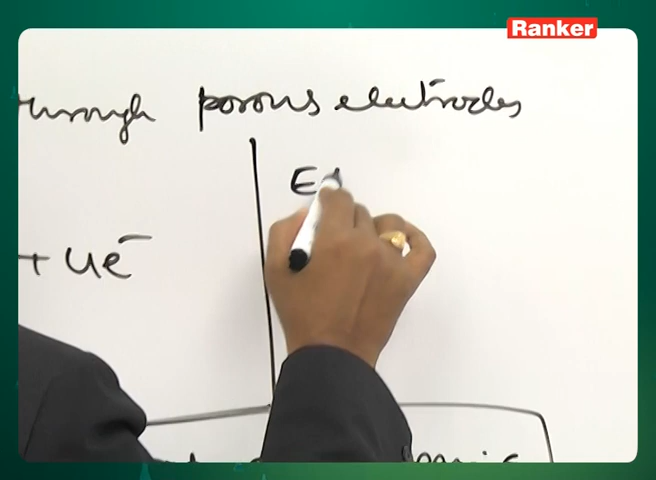 Ranker
through porous electrodes
E
+ 4e⁻